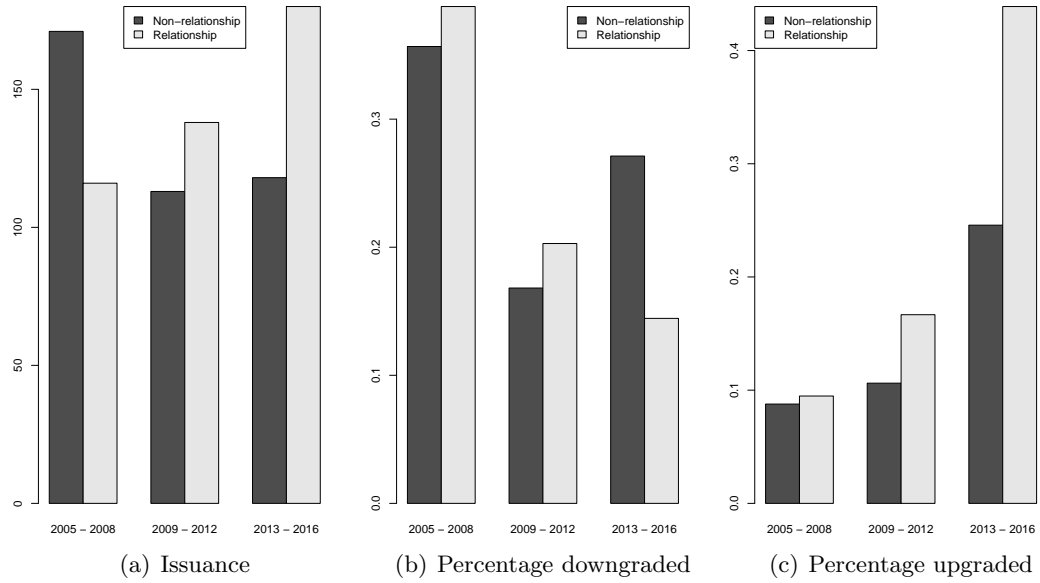 Non-relationship
Relationship
0
50
100
150
2005 − 2008
2009 − 2012
2013 − 2016
(a) Issuance
Non-relationship
Relationship
0.0
0.1
0.2
0.3
2005 − 2008
2009 − 2012
2013 − 2016
(b) Percentage downgraded
Non-relationship
Relationship
0.0
0.1
0.2
0.3
0.4
2005 − 2008
2009 − 2012
2013 − 2016
(c) Percentage upgraded